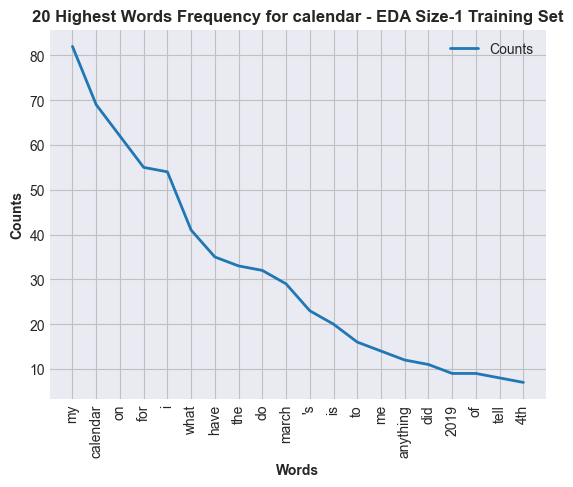 20 Highest Words Frequency for calendar - EDA Size-1 Training Set
Counts
80
70
60
50
40
30
20
10
Counts
my
calendar
on
for
i
what
have
the
do
march
's
is
to
me
anything
did
2019
of
tell
4th
Words